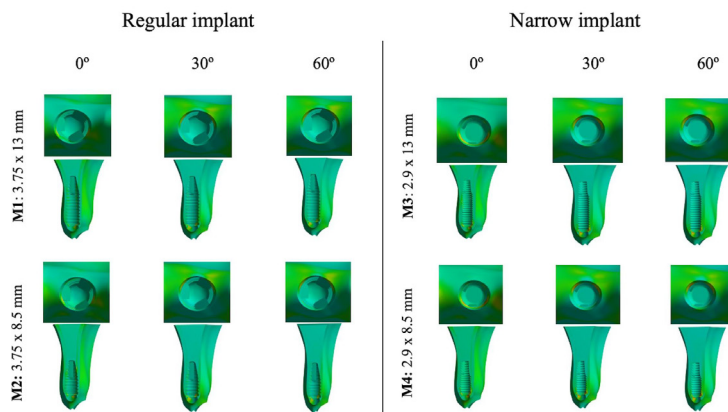 Regular implant
Narrow implant
0º
30º
60º
0º
30º
60º
M1: 3.75 x 13 mm
M3: 2.9 x 13 mm
M2: 3.75 x 8.5 mm
M4: 2.9 x 8.5 mm